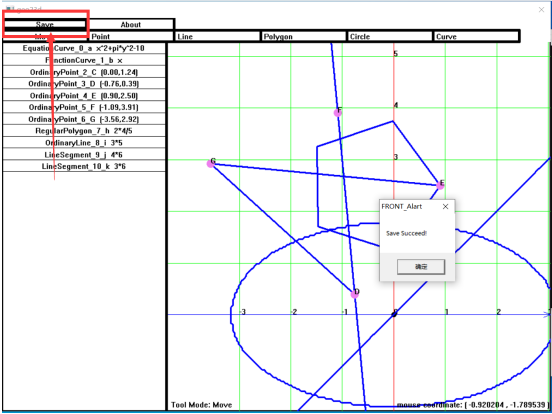 Save About
Move Point Line Polygon Circle Curve
EquationCurve_0_a x^2+pi*y^2-10
FunctionCurve_1_b x
OrdinaryPoint_2_C (0.00,1.24)
OrdinaryPoint_3_D (-0.76,0.39)
OrdinaryPoint_4_E (0.90,2.50)
OrdinaryPoint_5_F (-1.09,3.91)
OrdinaryPoint_6_G (-3.56,2.92)
RegularPolygon_7_h 2*4/5
OrdinaryLine_8_i 3*5
LineSegment_9_j 4*6
LineSegment_10_k 3*6
5
4
F
3
G
E
FRONT_Alart
Save Succeed!
确定
D
-3 -2 -1 1 2
Tool Mode: Move mouse coordinate: ( -0.920204 , -1.789539 )